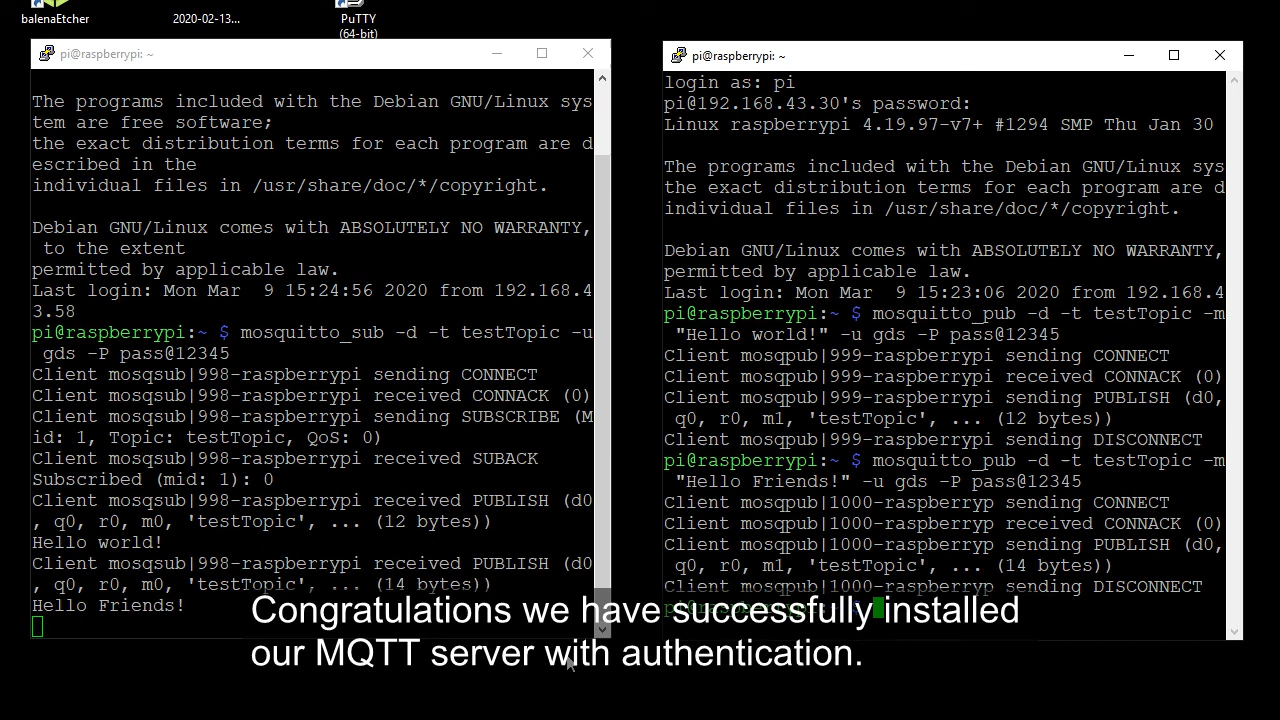 balenaEtcher
2020-02-13...
PuTTY
(64-bit)
pi@raspberrypi: ~
The programs included with the Debian GNU/Linux sys
tem are free software;
the exact distribution terms for each program are d
escribed in the
individual files in /usr/share/doc/*/copyright.
Debian GNU/Linux comes with ABSOLUTELY NO WARRANTY,
to the extent
permitted by applicable law.
Last login: Mon Mar  9 15:24:56 2020 from 192.168.4
3.58
pi@raspberrypi:~ $ mosquitto_sub -d -t testTopic -u
gds -P pass@12345
Client mosqsub|998-raspberrypi sending CONNECT
Client mosqsub|998-raspberrypi received CONNACK (0)
Client mosqsub|998-raspberrypi sending SUBSCRIBE (M
id: 1, Topic: testTopic, QoS: 0)
Client mosqsub|998-raspberrypi received SUBACK
Subscribed (mid: 1): 0
Client mosqsub|998-raspberrypi received PUBLISH (d0
, q0, r0, m0, 'testTopic', ... (12 bytes))
Hello world!
Client mosqsub|998-raspberrypi received PUBLISH (d0
, q0, r0, m0, 'testTopic', ... (14 bytes))
Hello Friends!
pi@raspberrypi: ~
login as: pi
pi@192.168.43.30's password:
Linux raspberrypi 4.19.97-v7+ #1294 SMP Thu Jan 30
The programs included with the Debian GNU/Linux sys
the exact distribution terms for each program are d
individual files in /usr/share/doc/*/copyright.
Debian GNU/Linux comes with ABSOLUTELY NO WARRANTY,
permitted by applicable law.
Last login: Mon Mar  9 15:23:06 2020 from 192.168.4
pi@raspberrypi:~ $ mosquitto_pub -d -t testTopic -m
"Hello world!" -u gds -P pass@12345
Client mosqpub|999-raspberrypi sending CONNECT
Client mosqpub|999-raspberrypi received CONNACK (0)
Client mosqpub|999-raspberrypi sending PUBLISH (d0,
q0, r0, m1, 'testTopic', ... (12 bytes))
Client mosqpub|999-raspberrypi sending DISCONNECT
pi@raspberrypi:~ $ mosquitto_pub -d -t testTopic -m
"Hello Friends!" -u gds -P pass@12345
Client mosqpub|1000-raspberryp sending CONNECT
Client mosqpub|1000-raspberryp received CONNACK (0)
Client mosqpub|1000-raspberryp sending PUBLISH (d0,
q0, r0, m1, 'testTopic', ... (14 bytes))
Client mosqpub|1000-raspberryp sending DISCONNECT
pi@raspberrypi:~ $
Congratulations we have successfully installed
our MQTT server with authentication.